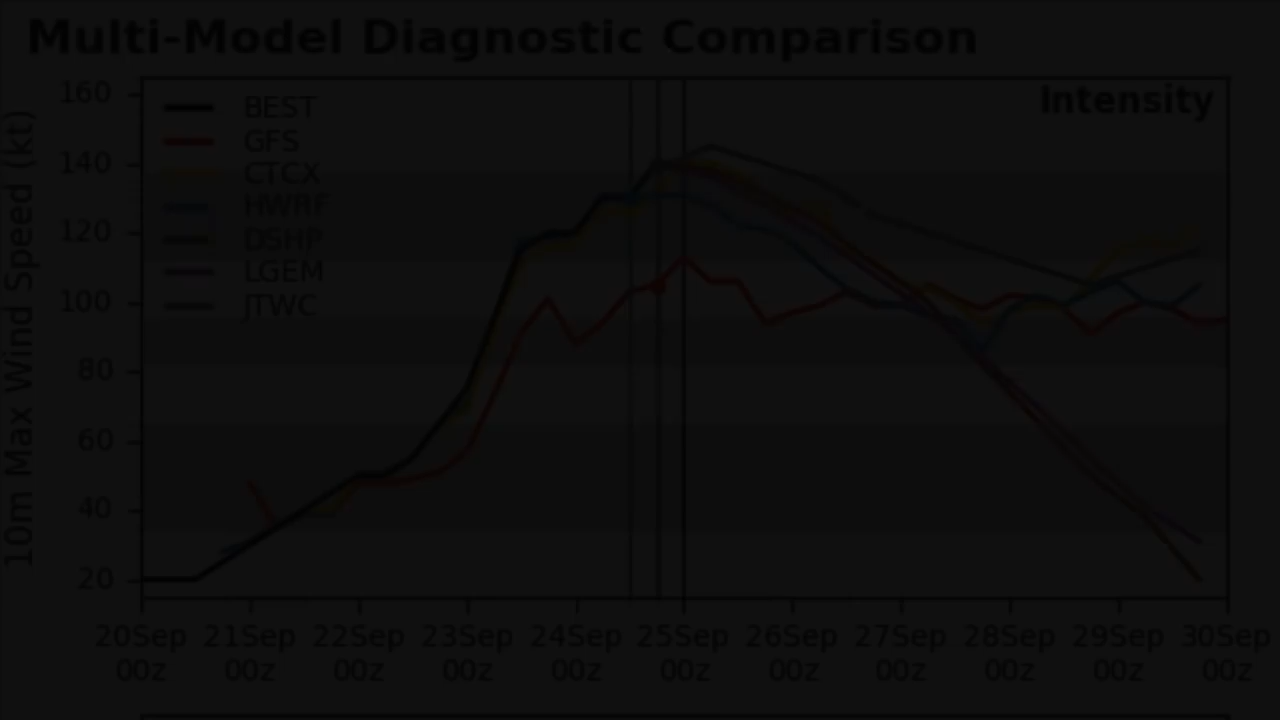 Multi-Model Diagnostic Comparison
Intensity
10m Max Wind Speed (kt)
160
140
120
100
80
60
40
20
BEST
GFS
CTCX
HWRF
DSHP
LGEM
JTWC
20Sep 21Sep 22Sep 23Sep 24Sep 25Sep 26Sep 27Sep 28Sep 29Sep 30Sep
00z 00z 00z 00z 00z 00z 00z 00z 00z 00z 00z